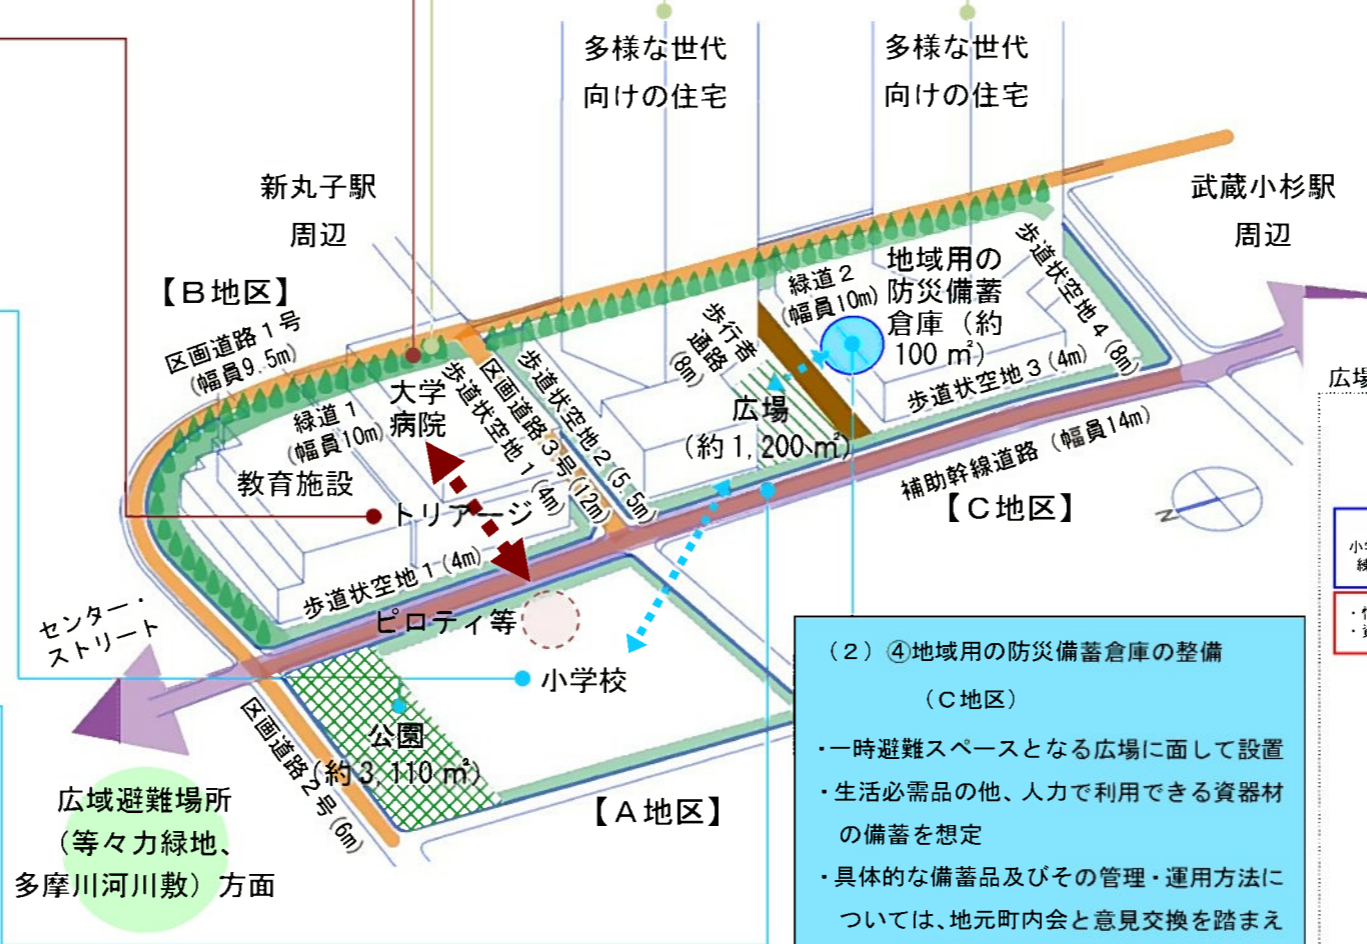 多様な世代
向けの住宅
多様な世代
向けの住宅
新丸子駅
周辺
武蔵小杉駅
周辺
【B地区】
区画道路1号
(幅員9.5m)
緑道1
(幅員10m)
大学
病院
教育施設
トリアージ
歩道状空地1(4m)
区画道路3号(12m)
歩道状空地2(5.5m)
歩道状空地1(4m)
歩行者
通路
(8m)
緑道2
(幅員10m)
地域用の
防災備蓄
倉庫(約
100㎡)
歩道状空地4(8m)
歩道状空地3(4m)
広場
(約1,200㎡)
補助幹線道路(幅員14m)
【C地区】
N
広場
小学
・資
センター・
ストリート
ピロティ等
小学校
公園
(約3,110㎡)
区画道路2号(6m)
【A地区】
広域避難場所
(等々力緑地、
多摩川河川敷)方面
(2)④地域用の防災備蓄倉庫の整備
(C地区)
・一時避難スペースとなる広場に面して設置
・生活必需品の他、人力で利用できる資器材
の備蓄を想定
・具体的な備蓄品及びその管理・運用方法に
ついては、地元町内会と意見交換を踏まえ